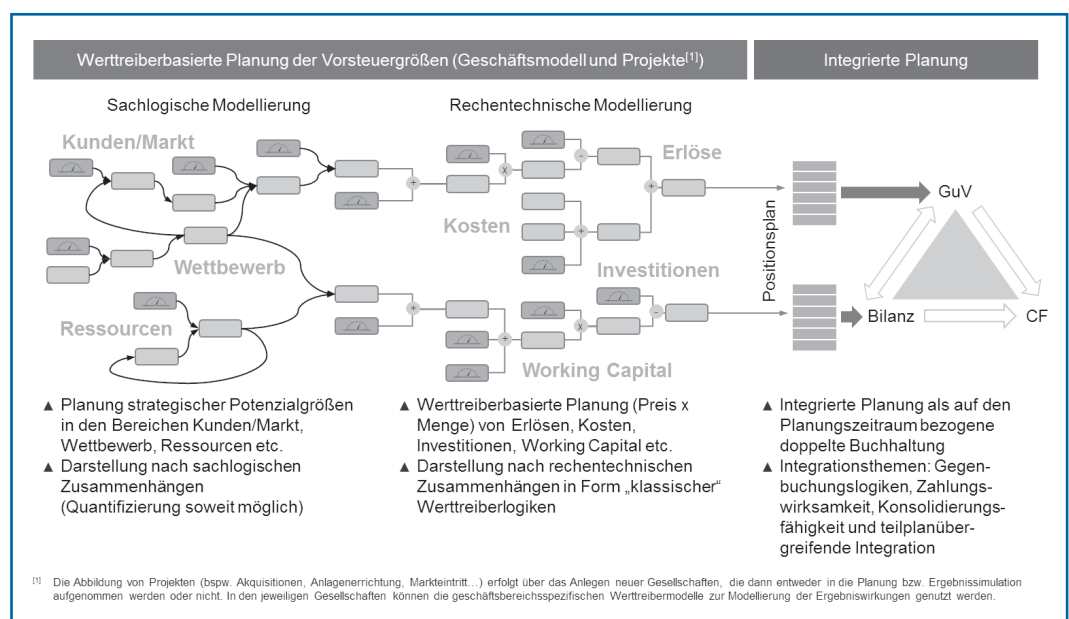 Werttreiberbasierte Planung der Vorsteuergrößen (Geschäftsmodell und Projekte[1])
Integrierte Planung
Sachlogische Modellierung
Rechentechnische Modellierung
Kunden/Markt
Wettbewerb
Ressourcen
+
+
x
-
Erlöse
+
Kosten
+
Investitionen
-
x
+
Working Capital
Positionsplan
GuV
Bilanz
CF
▲ Planung strategischer Potenzialgrößen
in den Bereichen Kunden/Markt,
Wettbewerb, Ressourcen etc.
▲ Darstellung nach sachlogischen
Zusammenhängen
(Quantifizierung soweit möglich)
▲ Werttreiberbasierte Planung (Preis x
Menge) von Erlösen, Kosten,
Investitionen, Working Capital etc.
▲ Darstellung nach rechentechnischen
Zusammenhängen in Form „klassischer“
Werttreiberlogiken
▲ Integrierte Planung als auf den
Planungszeitraum bezogene
doppelte Buchhaltung
▲ Integrationsthemen: Gegen-
buchungslogiken, Zahlungs-
wirksamkeit, Konsolidierungs-
fähigkeit und teilplanüber-
greifende Integration
[1] Die Abbildung von Projekten (bspw. Akquisitionen, Anlagenerrichtung, Markteintritt…) erfolgt über das Anlegen neuer Gesellschaften, die dann entweder in die Planung bzw. Ergebnissimulation
aufgenommen werden oder nicht. In den jeweiligen Gesellschaften können die geschäftsbereichsspezifischen Werttreibermodelle zur Modellierung der Ergebniswirkungen genutzt werden.